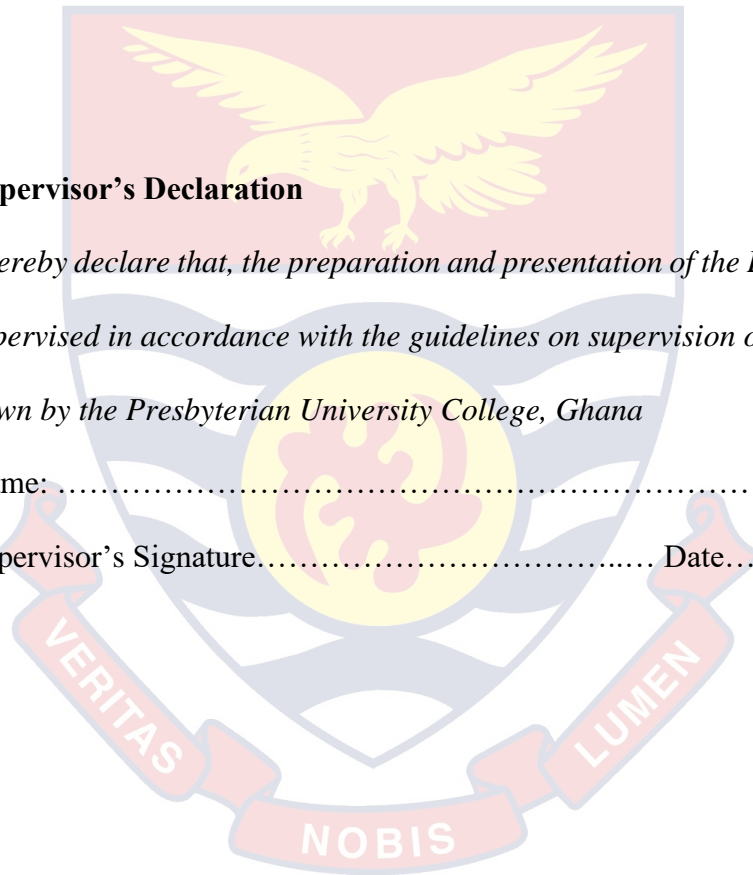 pervisor’s Declaration
ereby declare that, the preparation and presentation of the
pervised in accordance with the guidelines on supervision o
wn by the Presbyterian University College, Ghana
me: ……………………………………………………………
pervisor’s Signature……………………………..… Date…
VERITAS
NOBIS
LUMEN